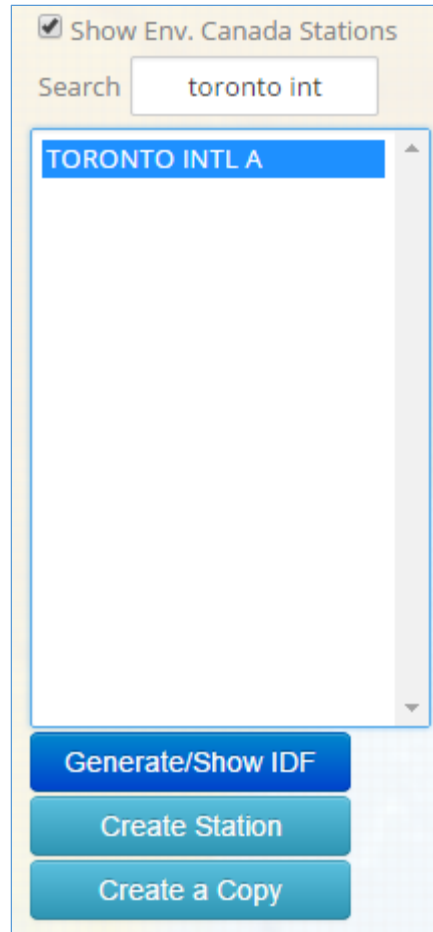 Show Env. Canada Stations
Search toronto int
TORONTO INTL A
Generate/Show IDF
Create Station
Create a Copy